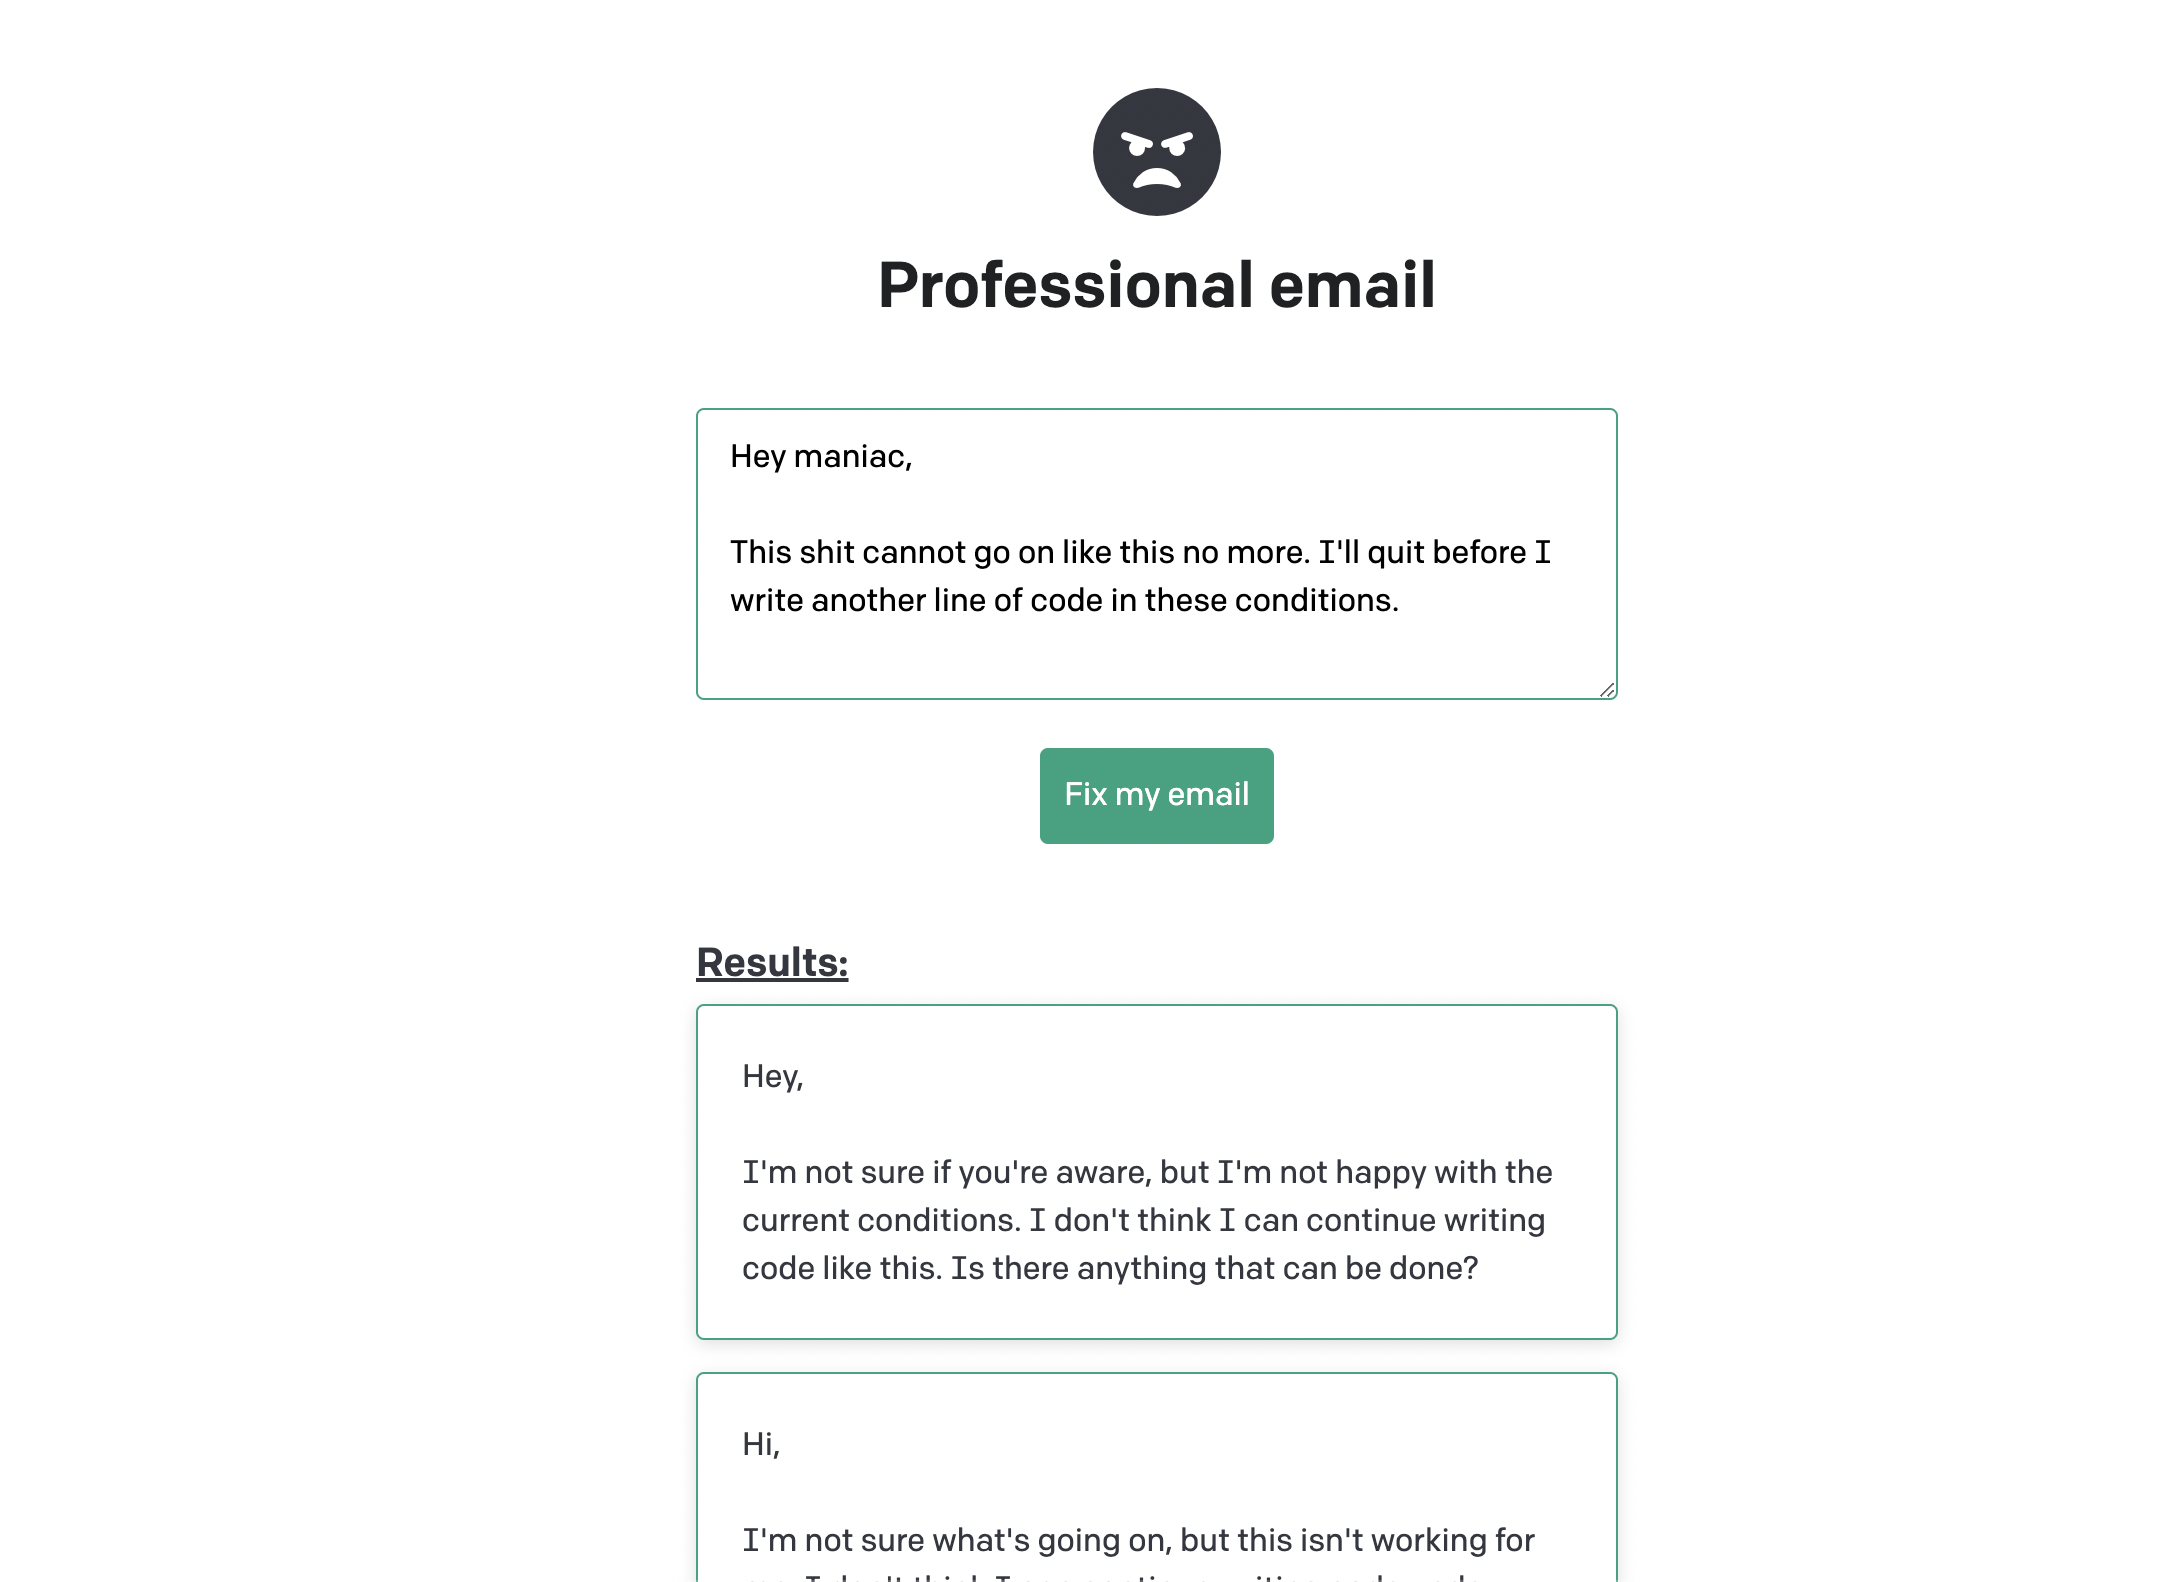 Professional email
Hey maniac,
This shit cannot go on like this no more. I'll quit before I
write another line of code in these conditions.
Fix my email
Results:
Hey,
I'm not sure if you're aware, but I'm not happy with the
current conditions. I don't think I can continue writing
code like this. Is there anything that can be done?
Hi,
I'm not sure what's going on, but this isn't working for